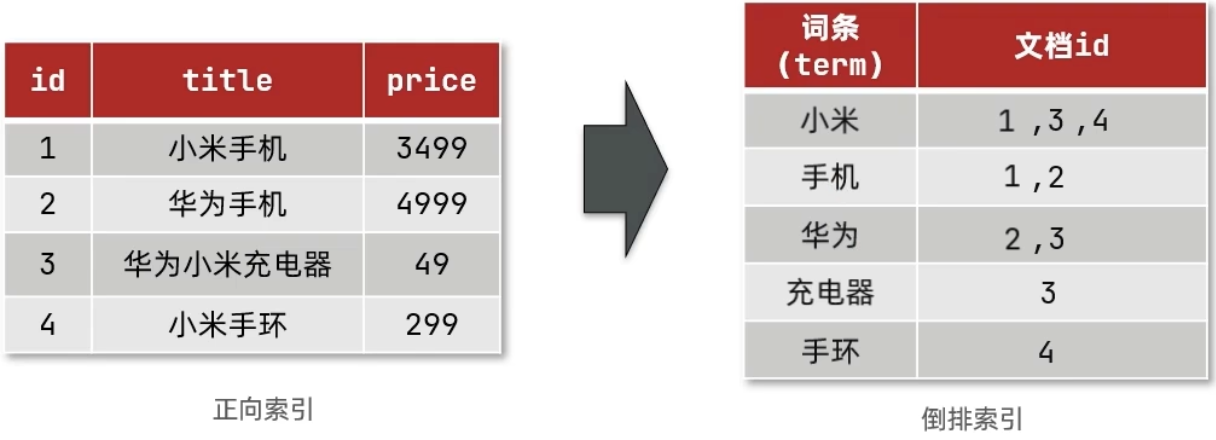 id title price
1 小米手机 3499
2 华为手机 4999
3 华为小米充电器 49
4 小米手环 299
正向索引
词条
(term) 文档id
小米 1 ,3 ,4
手机 1,2
华为 2,3
充电器 3
手环 4
倒排索引